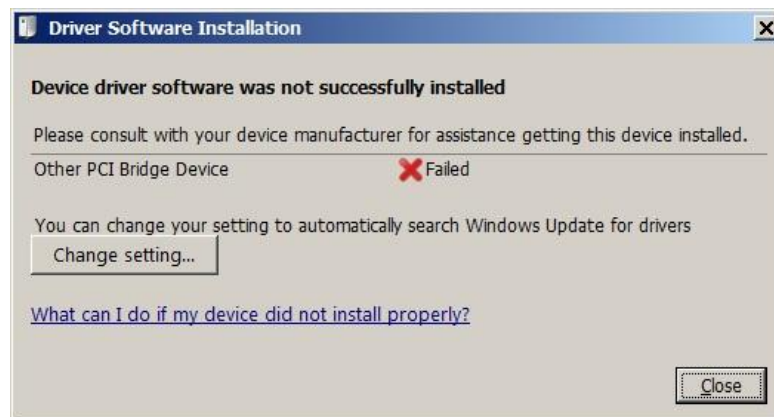 Driver Software Installation
Device driver software was not successfully installed
Please consult with your device manufacturer for assistance getting this device installed.
Other PCI Bridge Device Failed
You can change your setting to automatically search Windows Update for drivers
Change setting...
What can I do if my device did not install properly?
Close